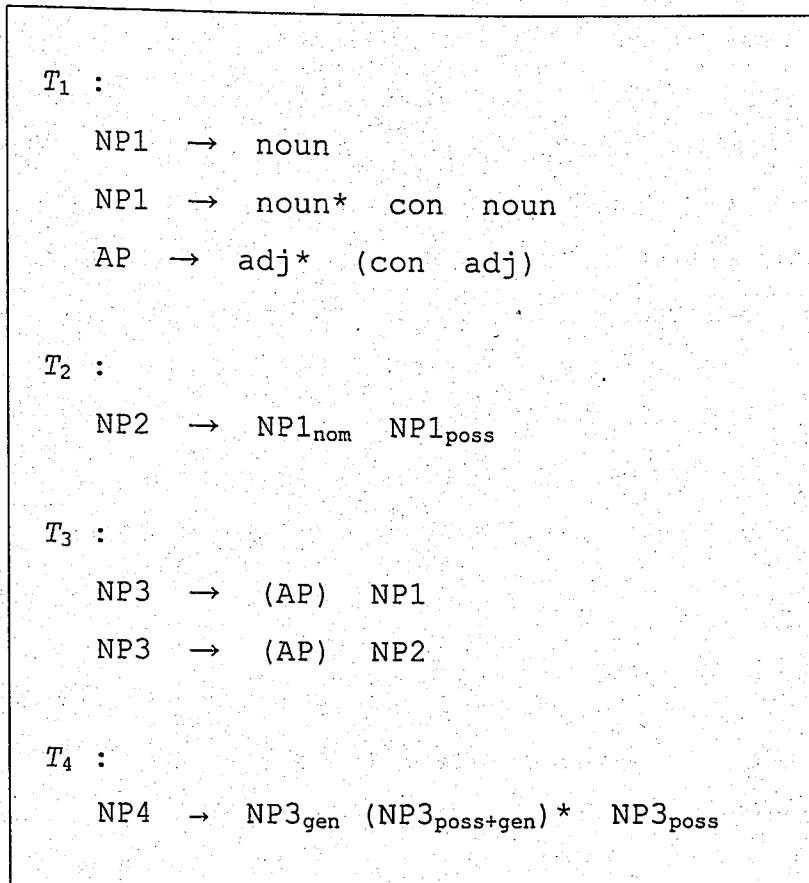 T₁ :
NP1 → noun
NP1 → noun* con noun
AP → adj* (con adj)
T₂ :
NP2 → NP1nom NP1poss
T₃ :
NP3 → (AP) NP1
NP3 → (AP) NP2
T₄ :
NP4 → NP3gen (NP3poss+gen)* NP3poss